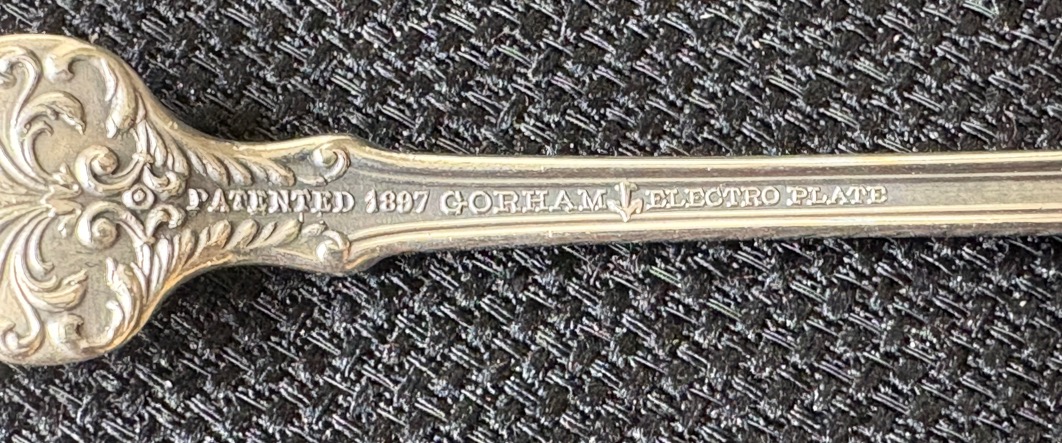 PATENTED 1897 GORHAM ELECTRO PLATE